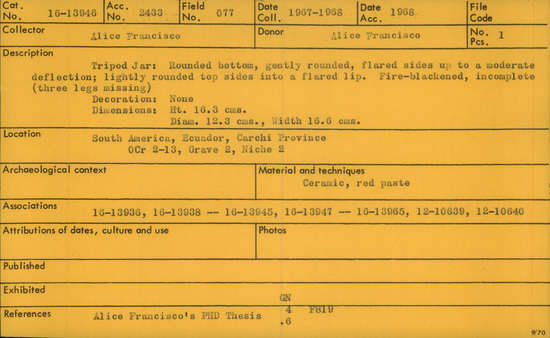 Cat. No. 16-13946 Acc. No. 2433 Field No. 077 Date Coll. 1967-1968 Date Acc. 1968 File Code
Collector Alice Francisco Donor Alice Francisco No. Pcs. 1
Description
Tripod Jar: Rounded bottom, gently rounded, flared sides up to a moderate
deflection; lightly rounded top sides into a flared lip. Fire-blackened, incomplete
(three legs missing)
Decoration: None
Dimensions: Ht. 16.3 cms.
Diam. 12.3 cms., Width 16.6 cms.
Location South America, Ecuador, Carchi Province
OCr 2-13, Grave 2, Niche 2
Archaeological context Material and techniques
Ceramic, red paste
Associations 16-13936, 16-13938 -- 16-13945, 16-13947 -- 16-13965, 12-10639, 12-10640
Attributions of dates, culture and use Photos
Published
Exhibited
GN
References Alice Francisco's PHD Thesis 4 F819
.6
9/70